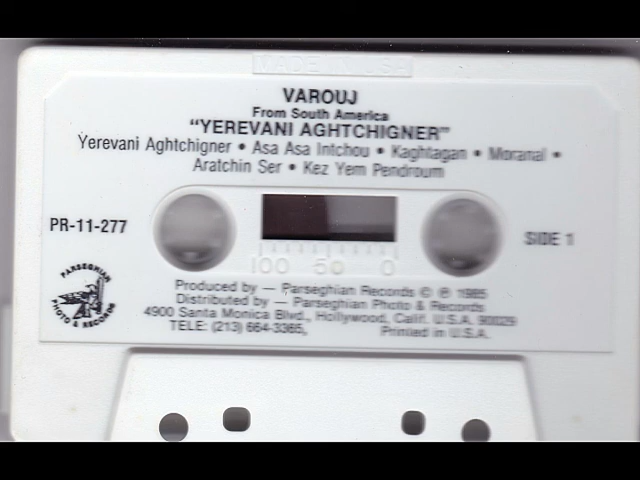 MADE IN USA
VAROUJ
From South America
"YEREVANI AGHTCHIGNER"
Yerevani Aghtchigner • Asa Asa Intchou • Kaghtagan • Moranal •
Aratchin Ser • Kez Yem Pendroum
PR-11-277
SIDE 1
100 50 0
PARSEGHIAN
PHOTO & RECORDS
Produced by — Parseghian Records © ℗ 1985
Distributed by — Parseghian Photo & Records
4900 Santa Monica Blvd., Hollywood, Calif. U.S.A. 90029
TELE: (213) 664-3365, Printed in U.S.A.